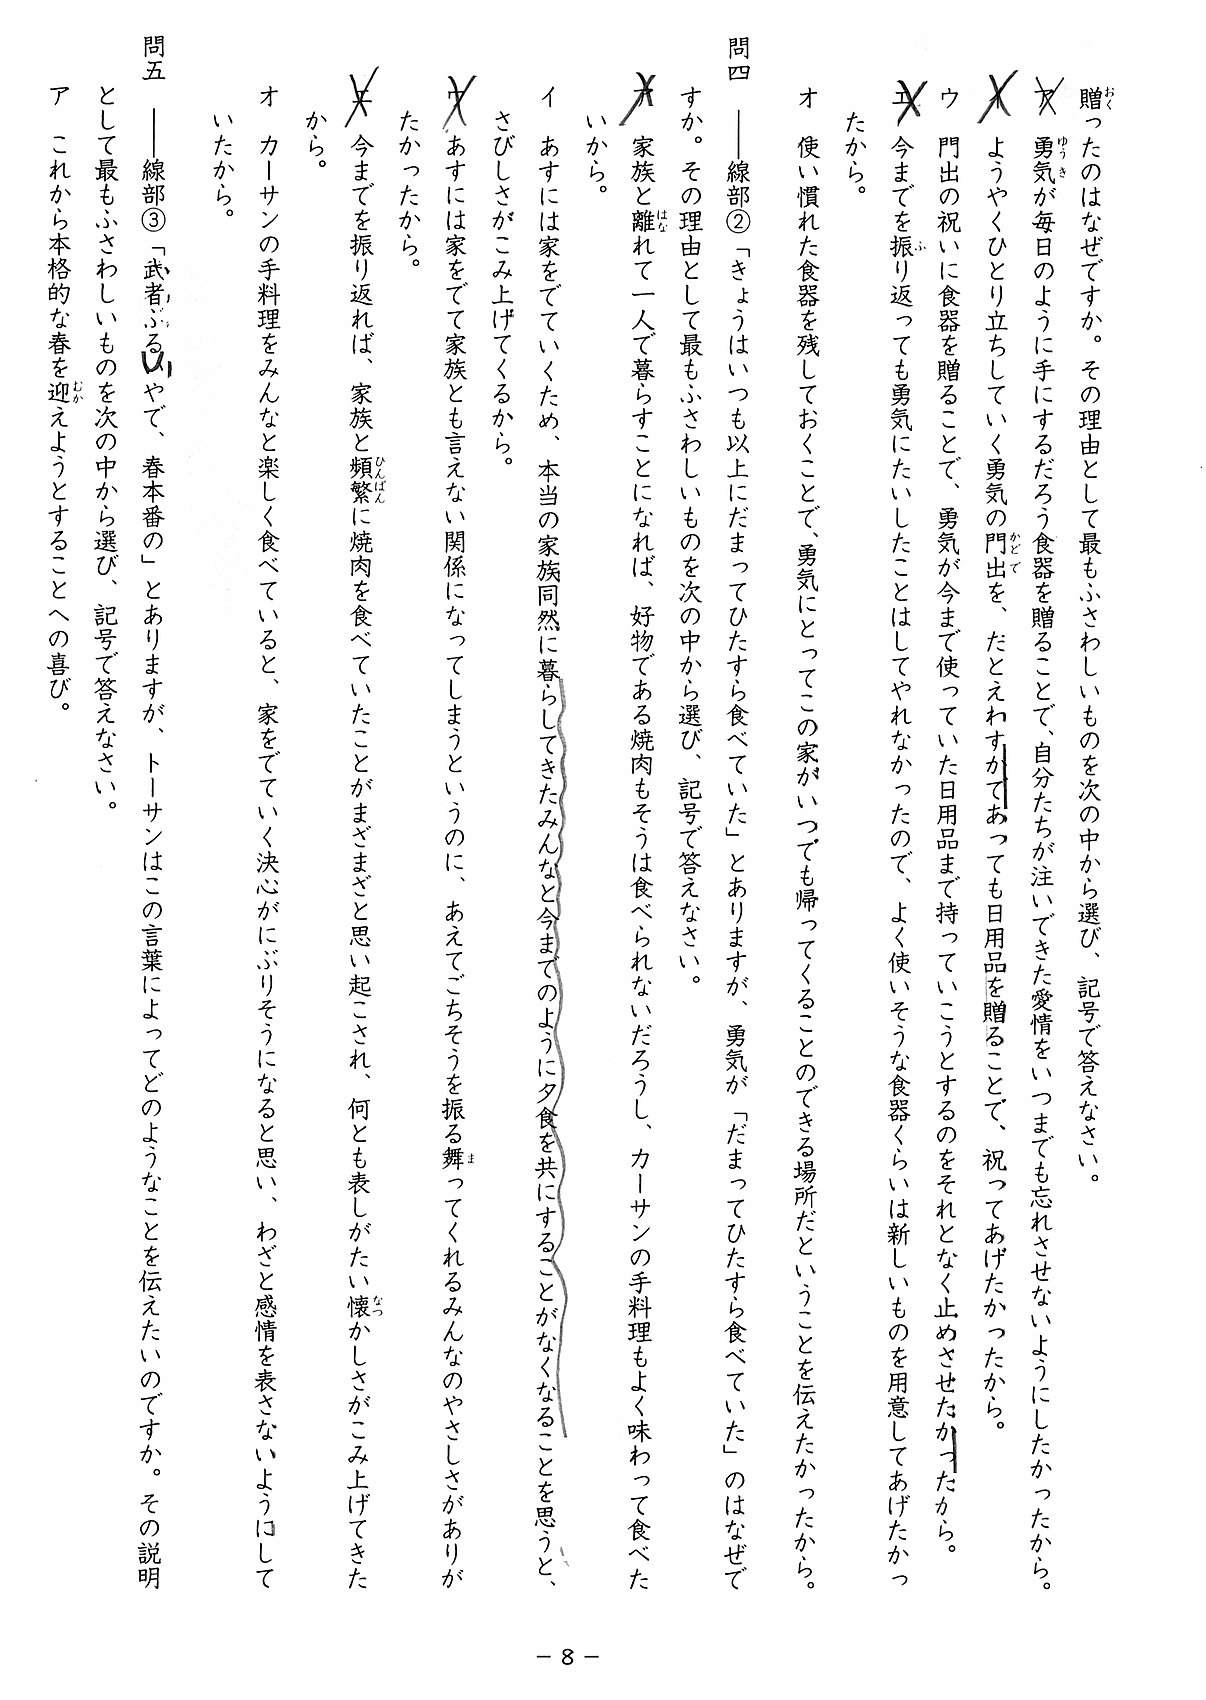 贈ったのはなぜですか。その理由として最もふさわしいものを次の中から選び、記号で答えなさい。
ア　勇気が毎日のように手にするだろう食器を贈ることで、自分たちが注いできた愛情をいつまでも忘れさせないようにしたかったから。
イ　ようやくひとり立ちしていく勇気の門出を、たとえわずかであっても日用品を贈ることで、祝ってあげたかったから。
ウ　門出の祝いに食器を贈ることで、勇気が今まで使っていた日用品まで持っていこうとするのをそれとなく止めさせたかったから。
エ　今までを振り返っても勇気にたいしたことはしてやれなかったので、よく使いそうな食器くらいは新しいものを用意してあげたかっ
たから。
オ　使い慣れた食器を残しておくことで、勇気にとってこの家がいつでも帰ってくることのできる場所だということを伝えたかったから。
問四　――線部②「きょうはいつも以上にだまってひたすら食べていた」とありますが、勇気が「だまってひたすら食べていた」のはなぜで
すか。その理由として最もふさわしいものを次の中から選び、記号で答えなさい。
ア　家族と離れて一人で暮らすことになれば、好物である焼肉もそうは食べられないだろうし、カーサンの手料理もよく味わって食べた
いから。
イ　あすには家をでていくため、本当の家族同然に暮らしてきたみんなと今までのように夕食を共にすることがなくなることを思うと、
さびしさがこみ上げてくるから。
ウ　あすには家をでて家族とも言えない関係になってしまうというのに、あえてごちそうを振る舞ってくれるみんなのやさしさがありが
たかったから。
エ　今までを振り返れば、家族と頻繁に焼肉を食べていたことがまざまざと思い起こされ、何とも表しがたい懐かしさがこみ上げてきた
から。
オ　カーサンの手料理をみんなと楽しく食べていると、家をでていく決心がにぶりそうになると思い、わざと感情を表さないようにして
いたから。
問五　――線部③「武者ぶるいやで、春本番の」とありますが、トーサンはこの言葉によってどのようなことを伝えたいのですか。その説明
として最もふさわしいものを次の中から選び、記号で答えなさい。
ア　これから本格的な春を迎えようとすることへの喜び。
－8－